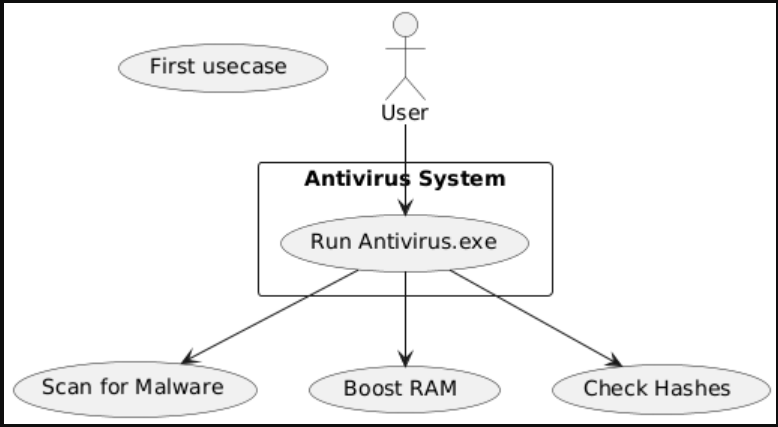 First usecase
User
Antivirus System
Run Antivirus.exe
Scan for Malware
Boost RAM
Check Hashes